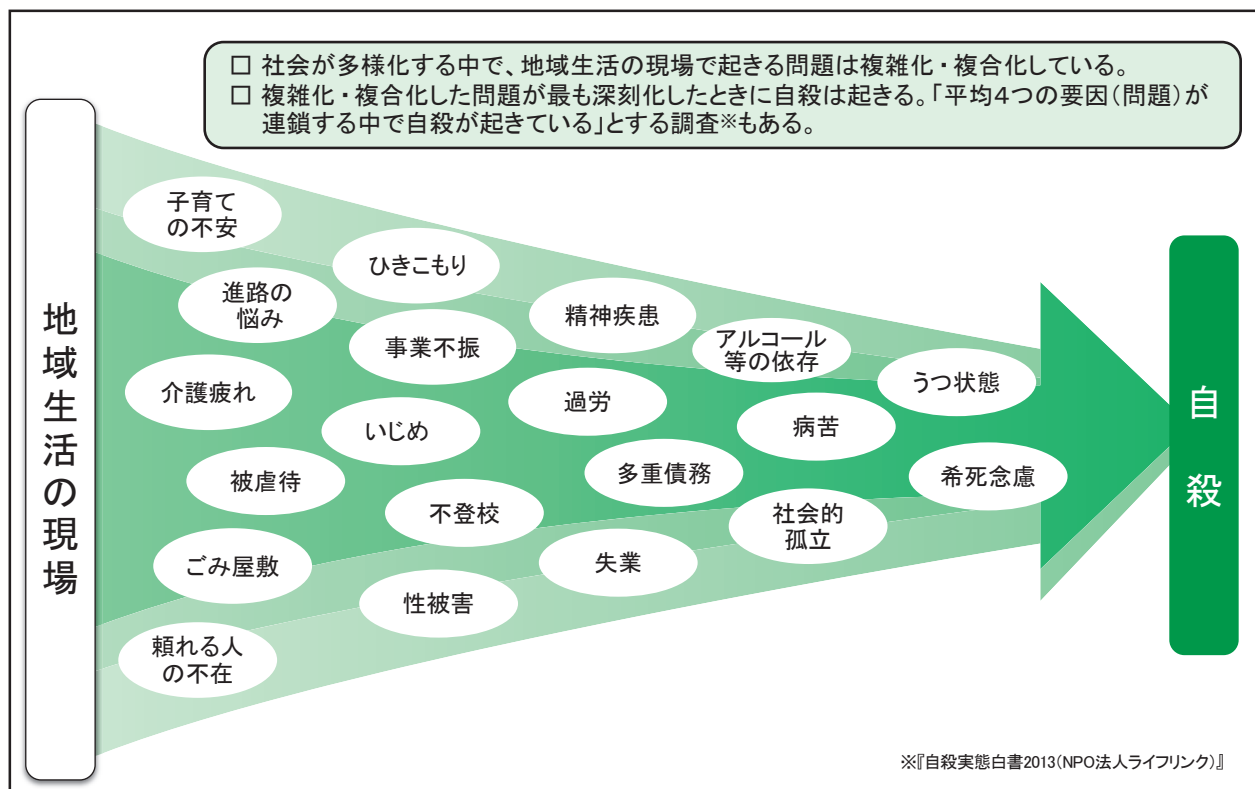 □ 社会が多様化する中で、地域生活の現場で起きる問題は複雑化・複合化している。
□ 複雑化・複合化した問題が最も深刻化したときに自殺は起きる。「平均４つの要因（問題）が
連鎖する中で自殺が起きている」とする調査※もある。
地域生活の現場
子育て
の不安
ひきこもり
進路の
悩み
精神疾患
事業不振
アルコール
等の依存
うつ状態
介護疲れ
過労
いじめ
病苦
被虐待
多重債務
希死念慮
不登校
社会的
孤立
ごみ屋敷
失業
性被害
頼れる人
の不在
自殺
※『自殺実態白書2013（NPO法人ライフリンク）』